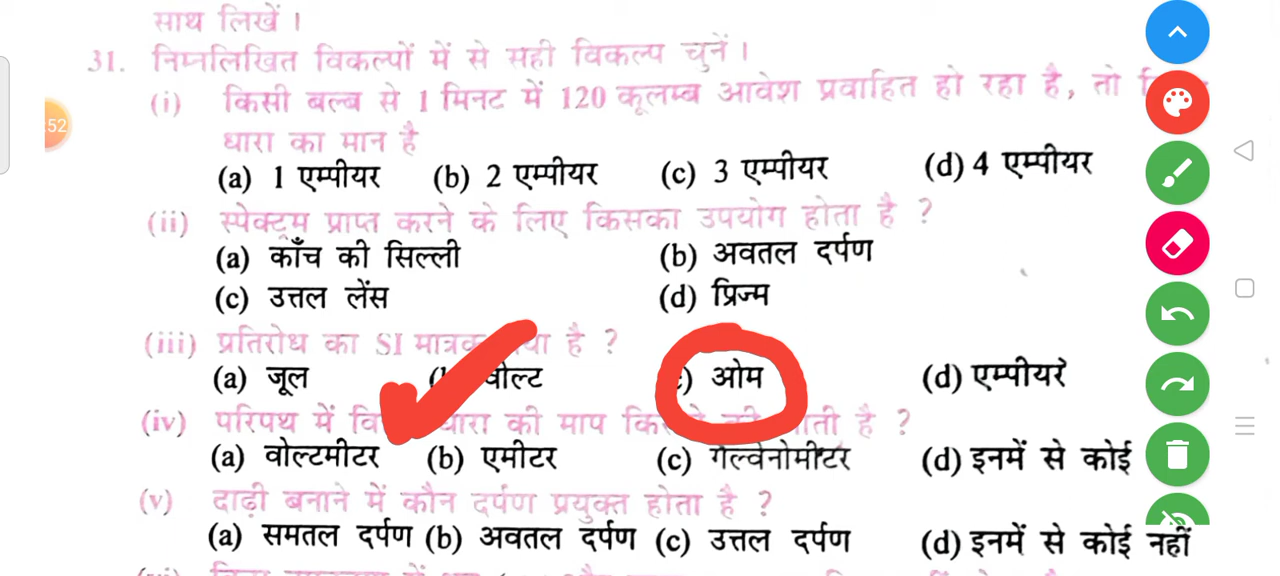 साथ लिखें ।
31. निम्नलिखित विकल्पों में से सही विकल्प चुनें ।
(i) किसी बल्ब से 1 मिनट में 120 कूलम्ब आवेश प्रवाहित हो रहा है, तो
धारा का मान है
(a) 1 एम्पीयर (b) 2 एम्पीयर (c) 3 एम्पीयर (d) 4 एम्पीयर
(ii) स्पेक्ट्रम प्राप्त करने के लिए किसका उपयोग होता है ?
(a) काँच की सिल्ली (b) अवतल दर्पण
(c) उत्तल लेंस (d) प्रिज्म
(iii) प्रतिरोध का SI मात्रक है ?
(a) जूल वोल्ट ओम (d) एम्पीयर
(iv) परिपथ में धारा की माप जाती है ?
(a) वोल्टमीटर (b) एमीटर (c) गेल्वेनोमीटर (d) इनमें से कोई
(v) दाढ़ी बनाने में कौन दर्पण प्रयुक्त होता है ?
(a) समतल दर्पण (b) अवतल दर्पण (c) उत्तल दर्पण (d) इनमें से कोई नहीं
:52